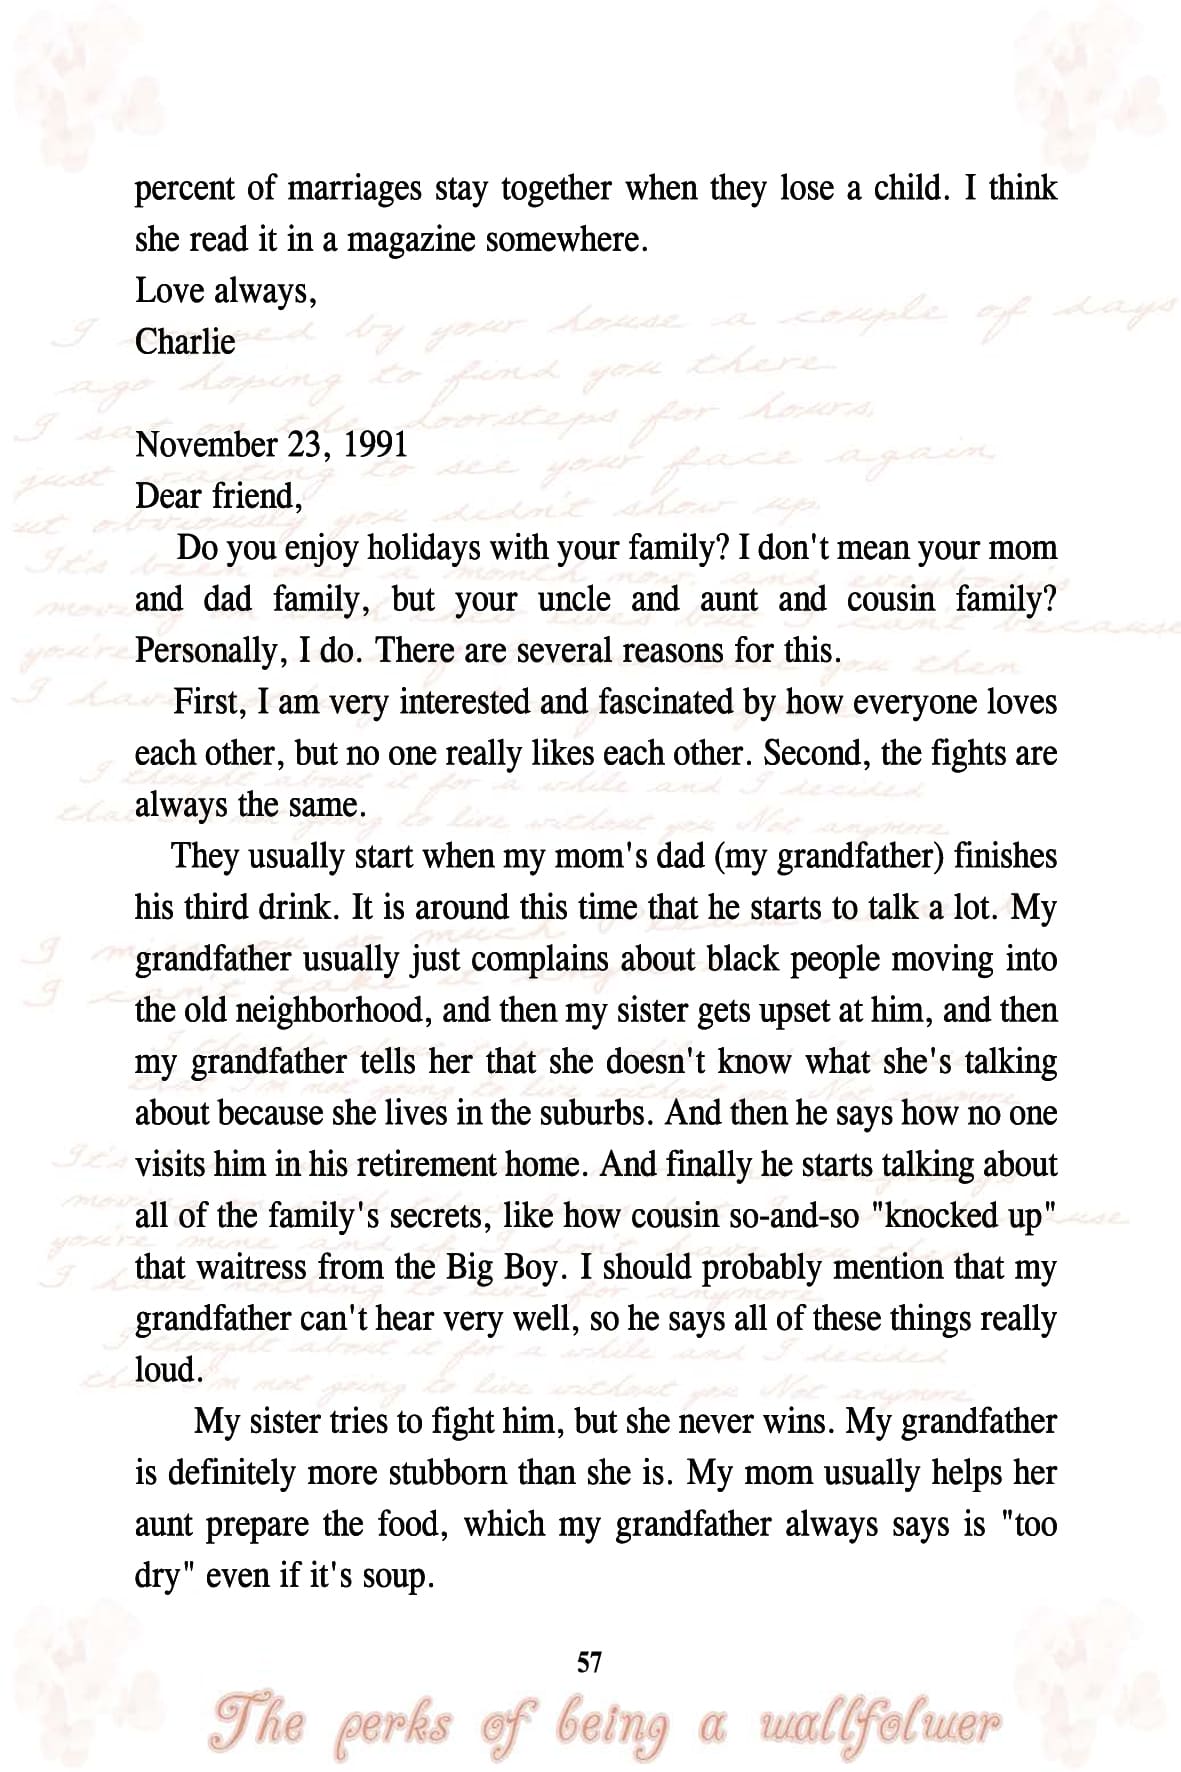 percent of marriages stay together when they lose a child. I think
she read it in a magazine somewhere.
Love always,
Charlie
November 23, 1991
Dear friend,
Do you enjoy holidays with your family? I don't mean your mom
and dad family, but your uncle and aunt and cousin family?
Personally, I do. There are several reasons for this.
First, I am very interested and fascinated by how everyone loves
each other, but no one really likes each other. Second, the fights are
always the same.
They usually start when my mom's dad (my grandfather) finishes
his third drink. It is around this time that he starts to talk a lot. My
grandfather usually just complains about black people moving into
the old neighborhood, and then my sister gets upset at him, and then
my grandfather tells her that she doesn't know what she's talking
about because she lives in the suburbs. And then he says how no one
visits him in his retirement home. And finally he starts talking about
all of the family's secrets, like how cousin so-and-so "knocked up"
that waitress from the Big Boy. I should probably mention that my
grandfather can't hear very well, so he says all of these things really
loud.
My sister tries to fight him, but she never wins. My grandfather
is definitely more stubborn than she is. My mom usually helps her
aunt prepare the food, which my grandfather always says is "too
dry" even if it's soup.
57
The perks of being a wallfolwer